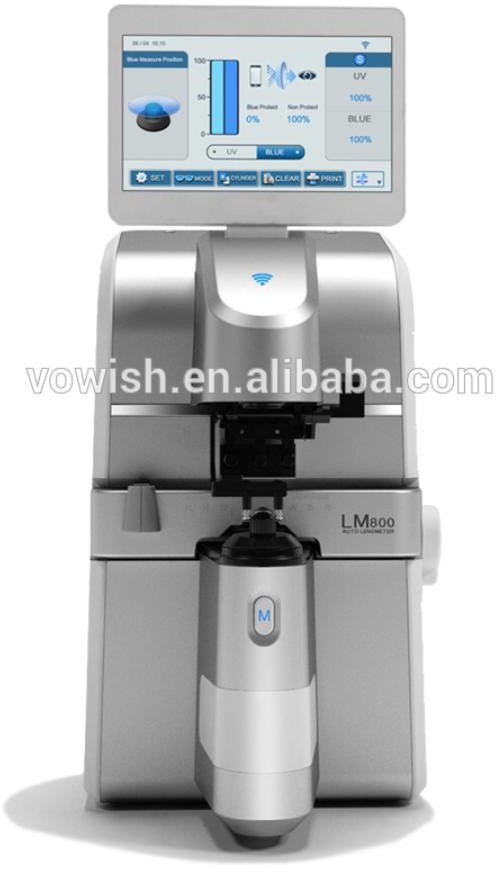 06 / 04 10:15
Blue Measure Position
100
50
0
Blue Protect
Non Protect
0%
100%
UV
BLUE
S
UV
100%
BLUE
100%
SET
MODE
CYLINDER
CLEAR
PRINT
vowish.en.alibaba.com
LM800
AUTO LENSMETER
M